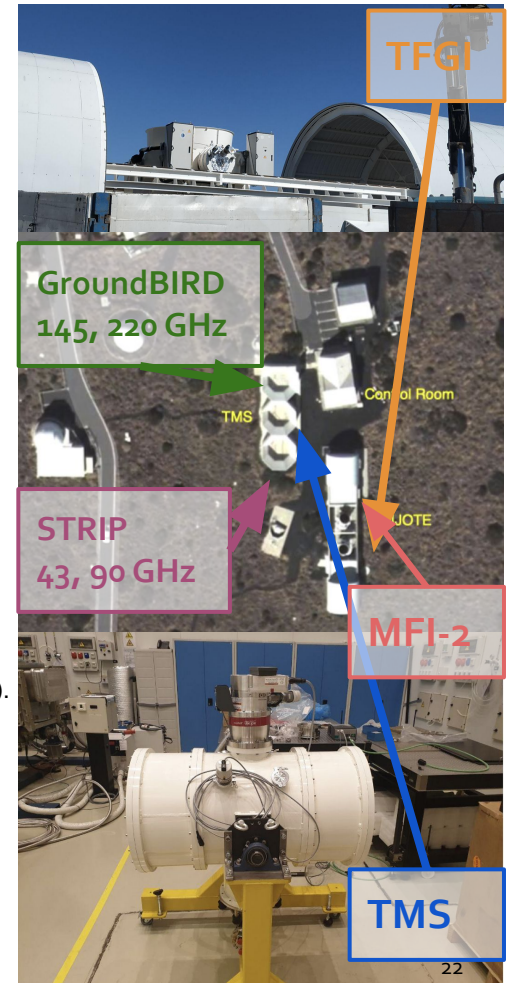 TFGI
GroundBIRD
145, 220 GHz
TMS
Control Room
JOTE
STRIP
43, 90 GHz
MFI-2
).
TMS
22